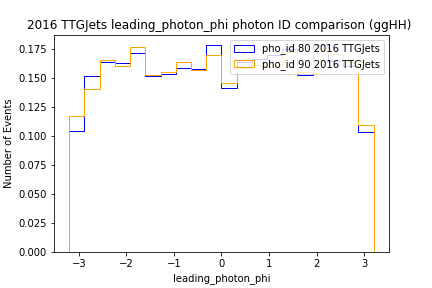 2016 TTGJets leading_photon_phi photon ID comparison (ggHH)
pho_id 80 2016 TTGJets
pho_id 90 2016 TTGJets
Number of Events
0.175
0.150
0.125
0.100
0.075
0.050
0.025
0.000
−3 −2 −1 0 1 2 3
leading_photon_phi